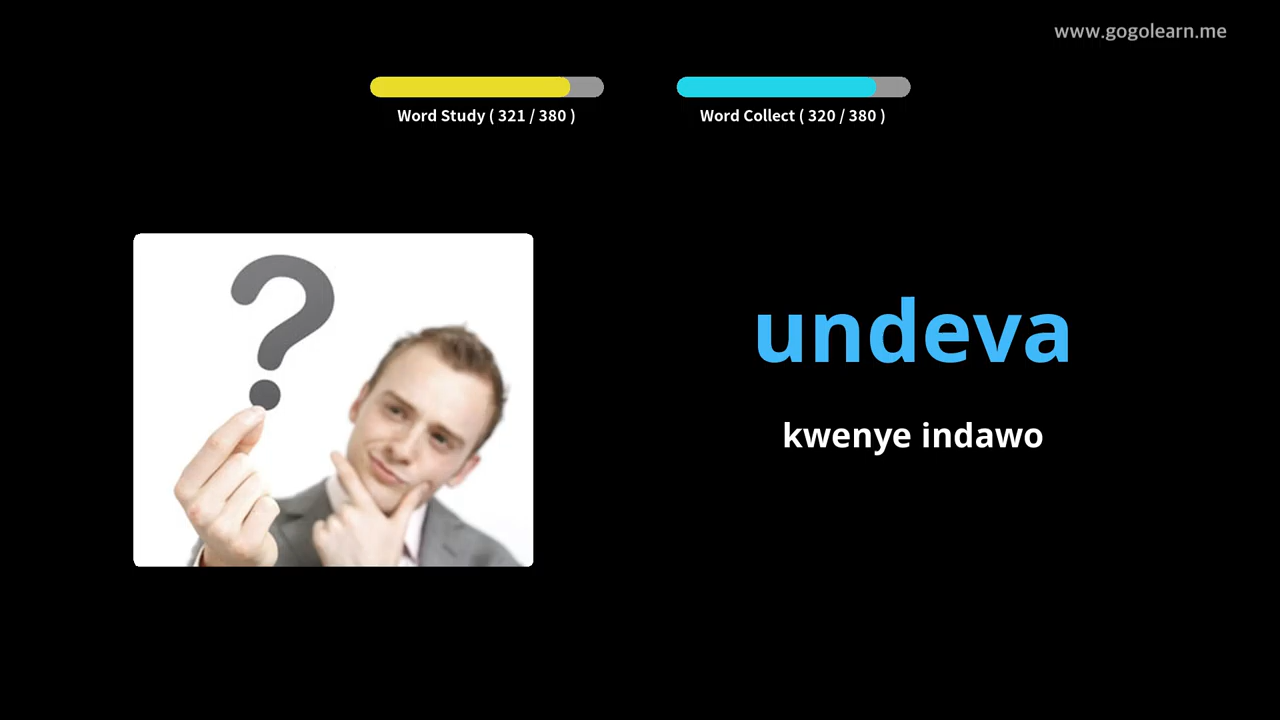 www.gogolearn.me
Word Study ( 321 / 380 )
Word Collect ( 320 / 380 )
undeva
kwenye indawo